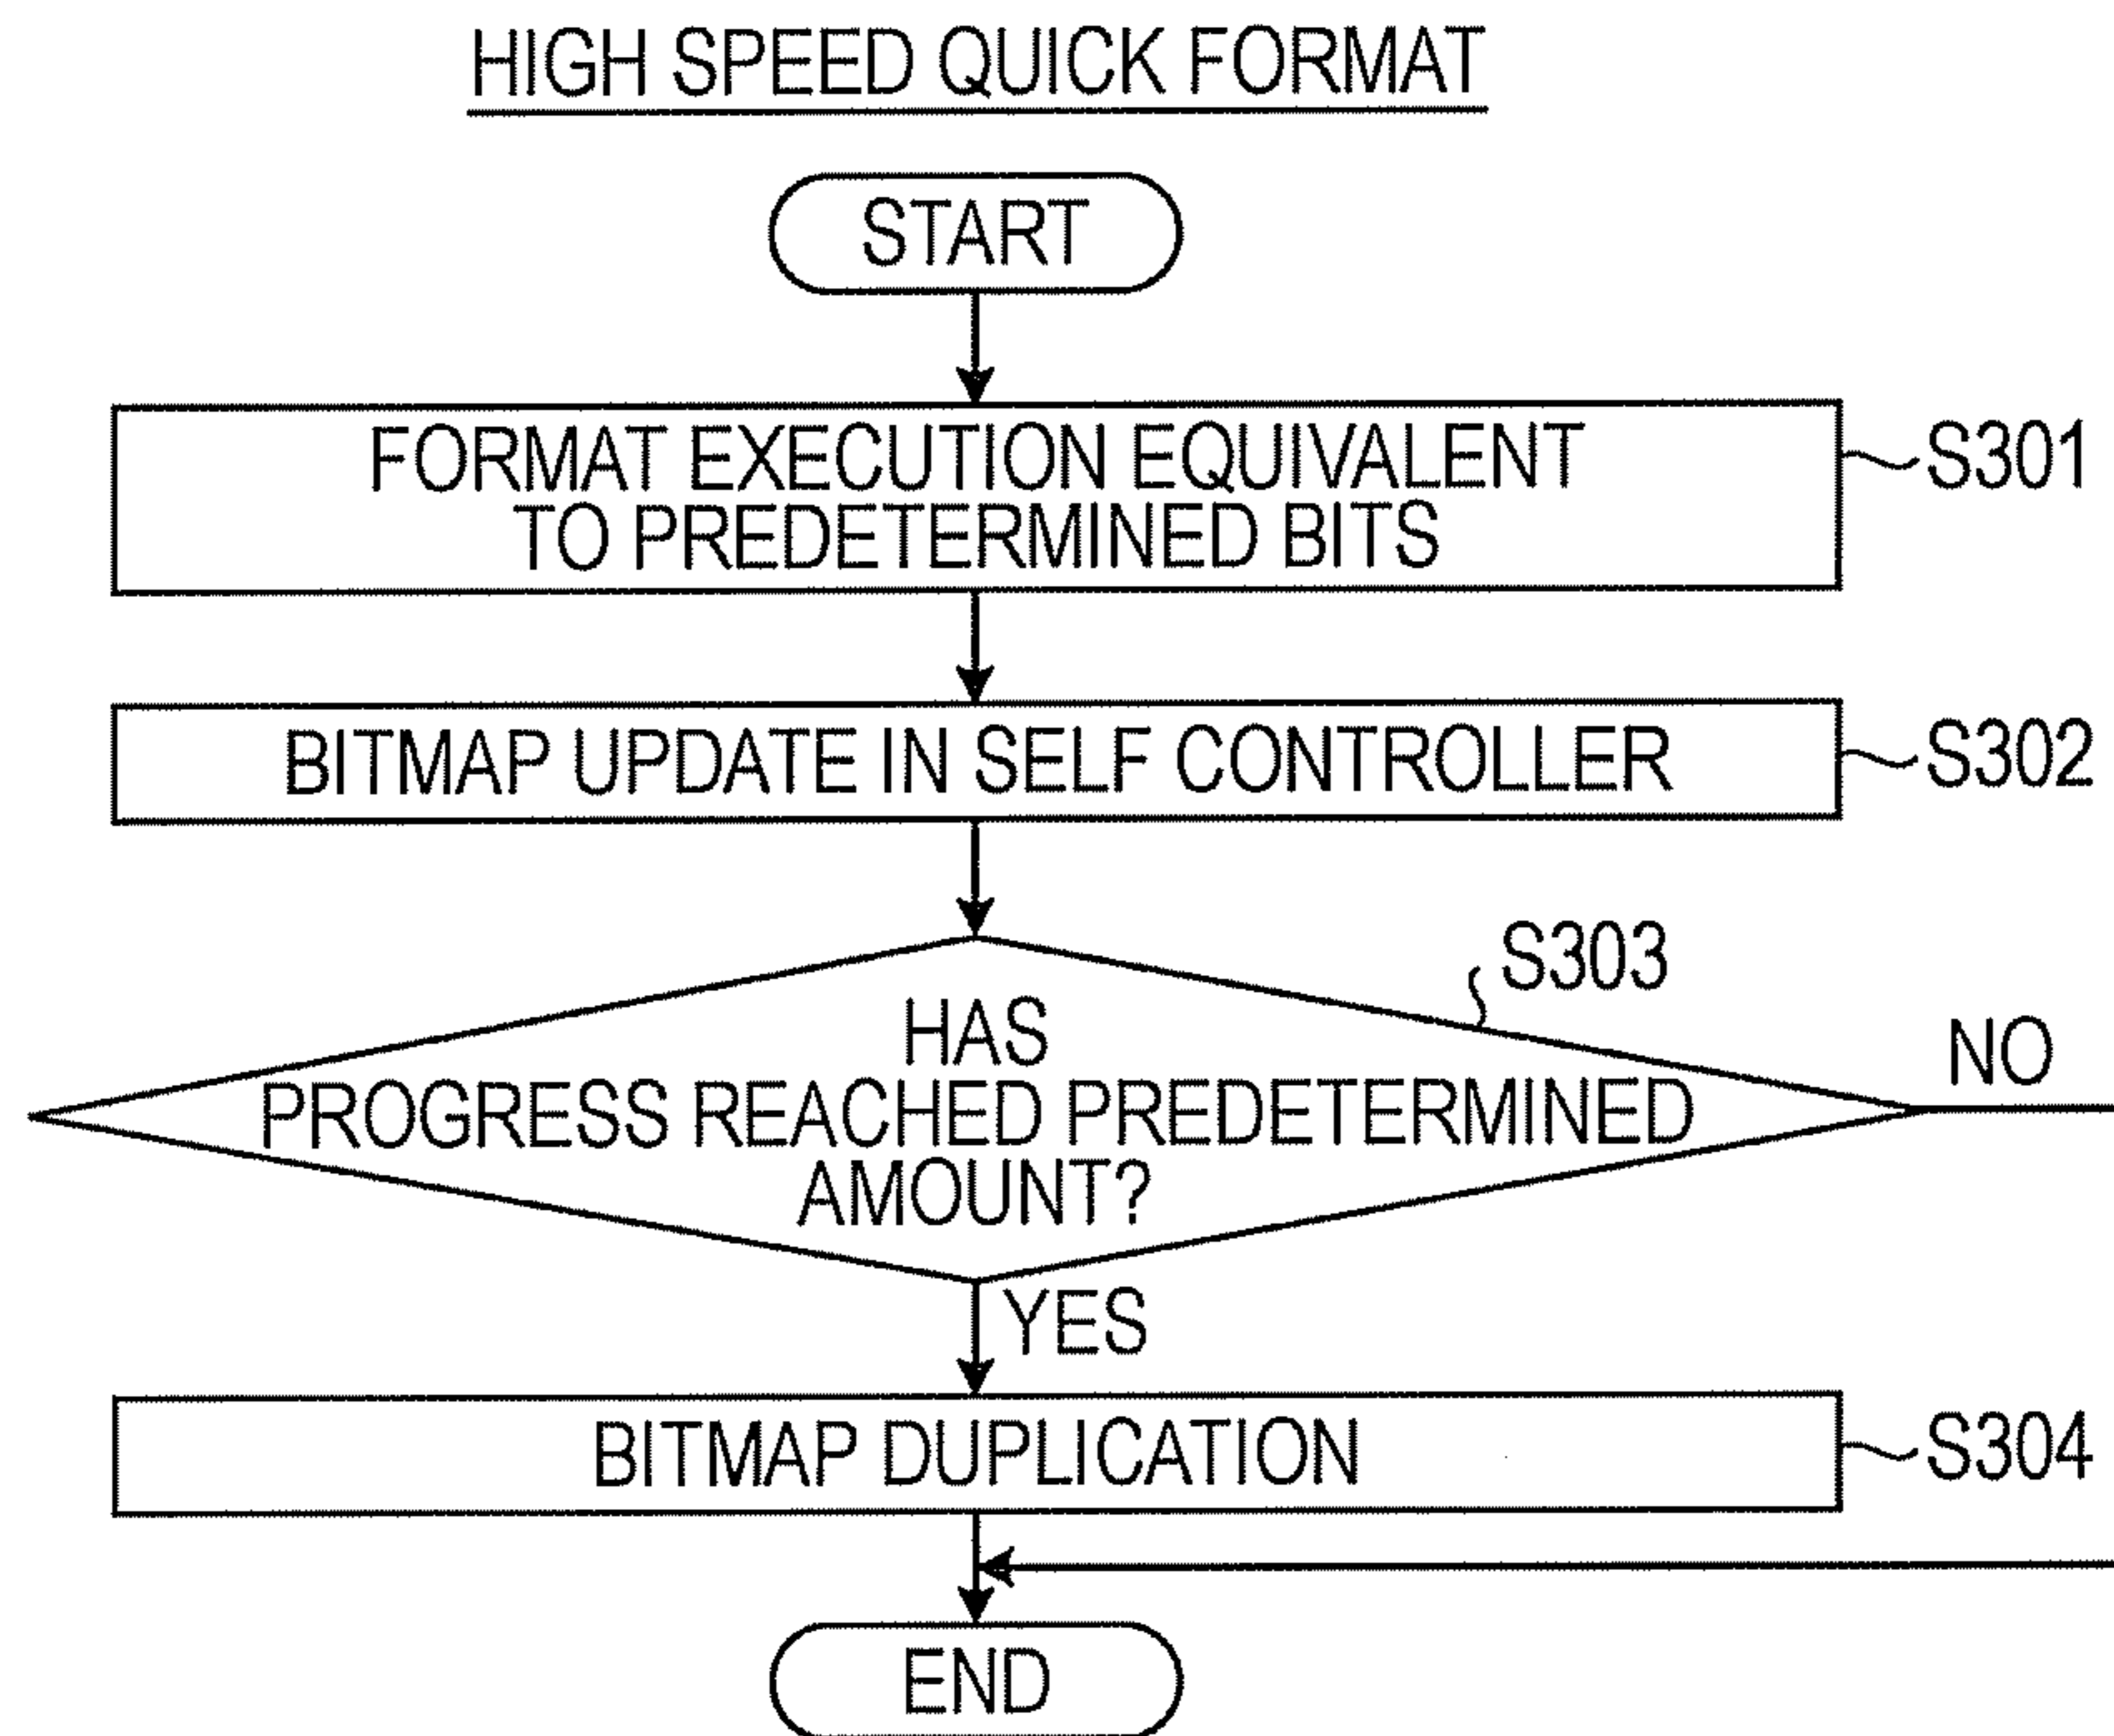 HIGH SPEED QUICK FORMAT
START
FORMAT EXECUTION EQUIVALENT
TO PREDETERMINED BITS
S301
BITMAP UPDATE IN SELF CONTROLLER
S302
S303
HAS
PROGRESS REACHED PREDETERMINED
AMOUNT?
NO
YES
BITMAP DUPLICATION
S304
END